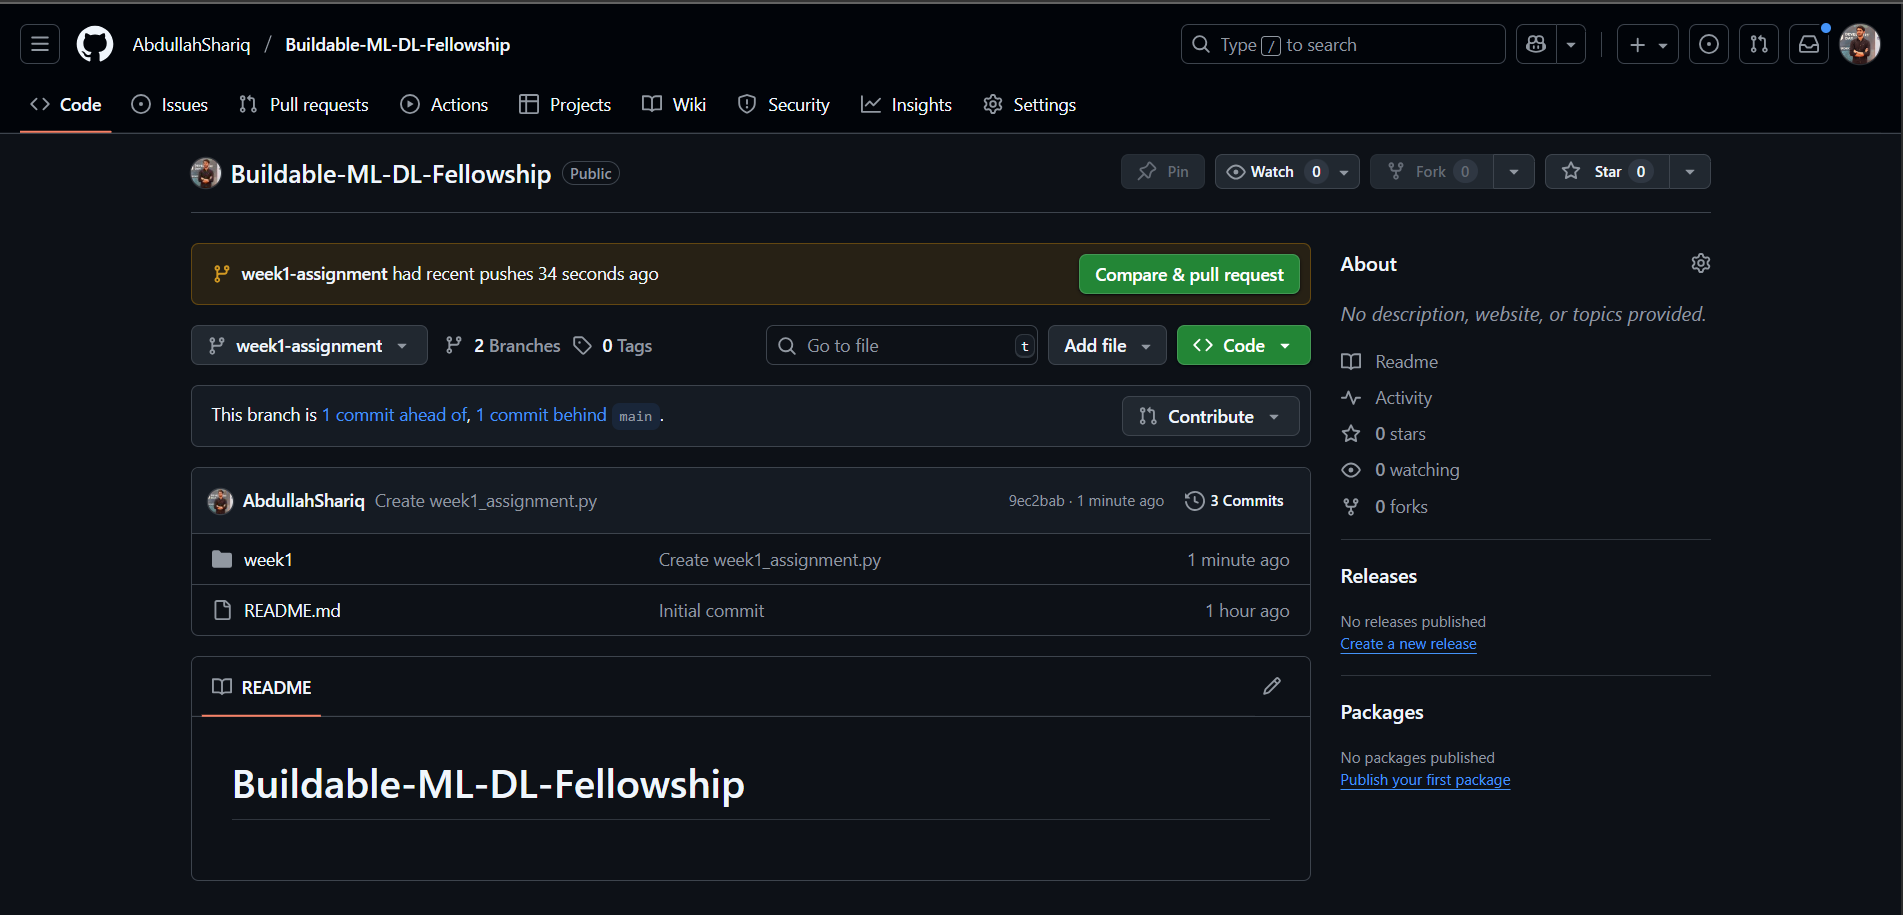 AbdullahShariq / Buildable-ML-DL-Fellowship
Type / to search
Code Issues Pull requests Actions Projects Wiki Security Insights Settings
Buildable-ML-DL-Fellowship Public
Pin Watch 0 Fork 0 Star 0
week1-assignment had recent pushes 34 seconds ago
Compare & pull request
week1-assignment 2 Branches 0 Tags
Go to file t
Add file
Code
This branch is 1 commit ahead of, 1 commit behind main .
Contribute
AbdullahShariq Create week1_assignment.py 9ec2bab · 1 minute ago 3 Commits
week1 Create week1_assignment.py 1 minute ago
README.md Initial commit 1 hour ago
README
Buildable-ML-DL-Fellowship
About
No description, website, or topics provided.
Readme
Activity
0 stars
0 watching
0 forks
Releases
No releases published
Create a new release
Packages
No packages published
Publish your first package